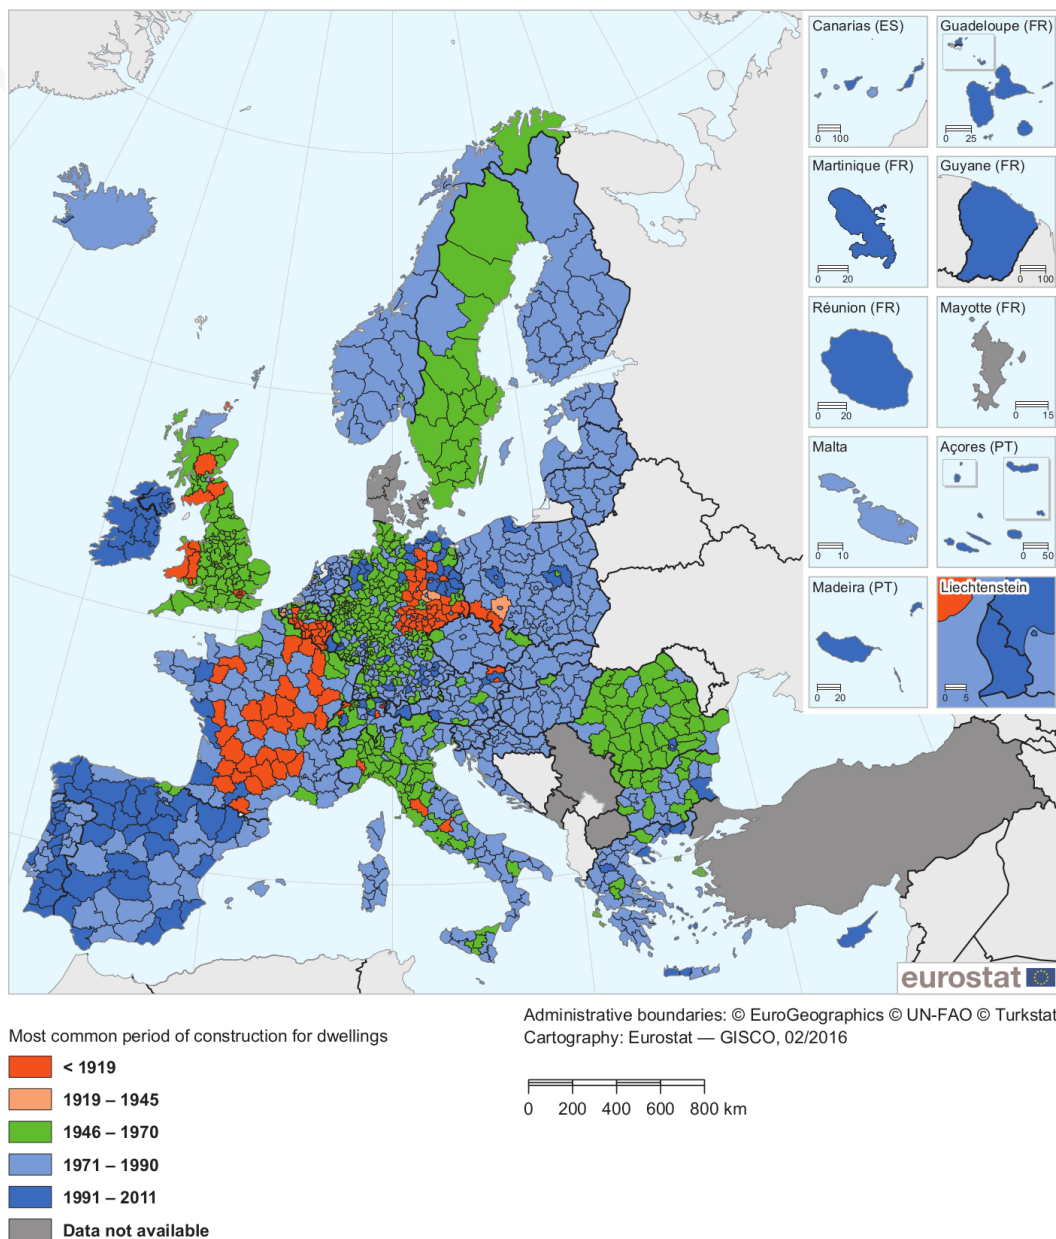 Canarias (ES)
0 100
Guadeloupe (FR)
0 25
Martinique (FR)
0 20
Guyane (FR)
0 100
Réunion (FR)
0 20
Mayotte (FR)
0 15
Malta
0 10
Açores (PT)
0 50
Madeira (PT)
0 20
Liechtenstein
0 5
eurostat
Administrative boundaries: © EuroGeographics © UN-FAO © Turkstat
Cartography: Eurostat — GISCO, 02/2016
0 200 400 600 800 km
Most common period of construction for dwellings
< 1919
1919 – 1945
1946 – 1970
1971 – 1990
1991 – 2011
Data not available